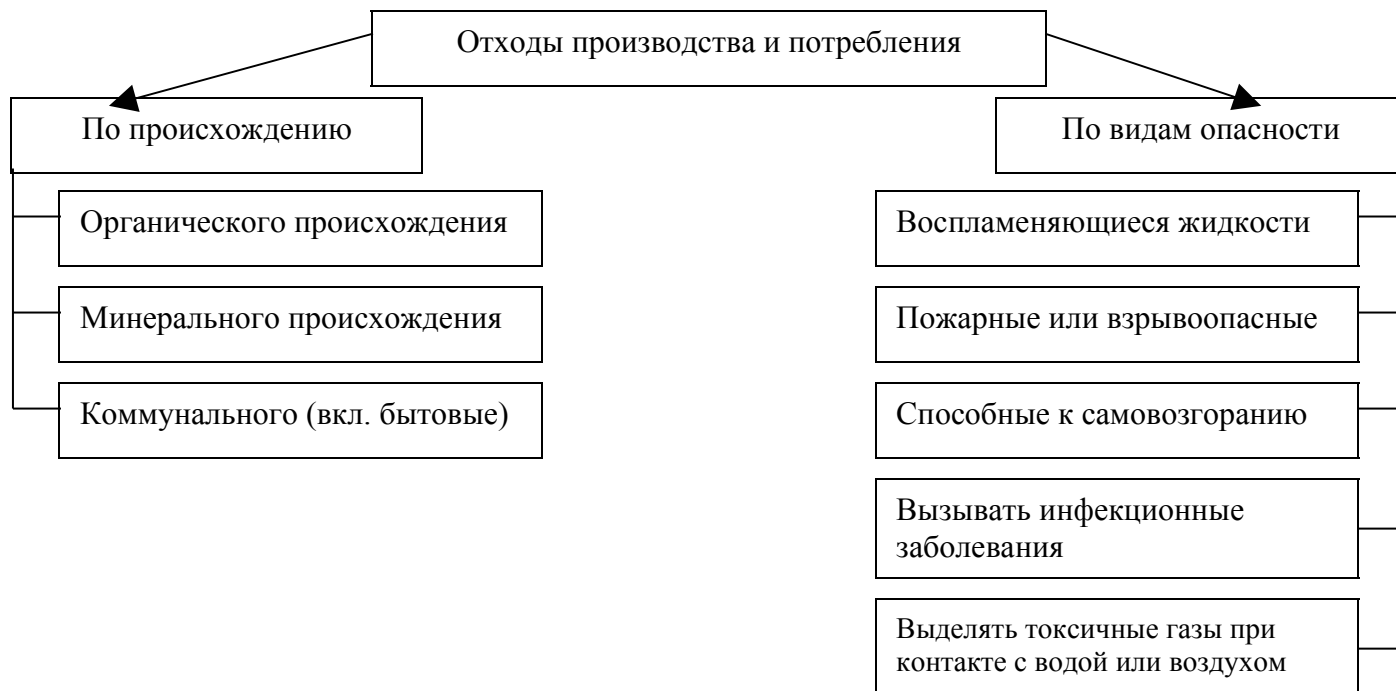 Отходы производства и потребления
По происхождению
По видам опасности
Органического происхождения
Минерального происхождения
Коммунального (вкл. бытовые)
Воспламеняющиеся жидкости
Пожарные или взрывоопасные
Способные к самовозгоранию
Вызывать инфекционные
заболевания
Выделять токсичные газы при
контакте с водой или воздухом